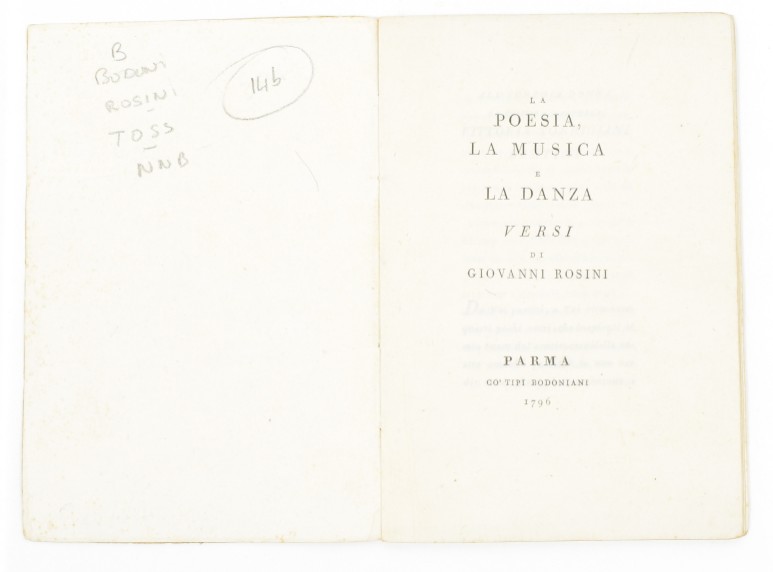 B
BODONI
ROSINI
TOSS
NNB
14b
LA
POESIA,
LA MUSICA
E
LA DANZA
VERSI
DI
GIOVANNI ROSINI
PARMA
CO' TIPI BODONIANI
1796